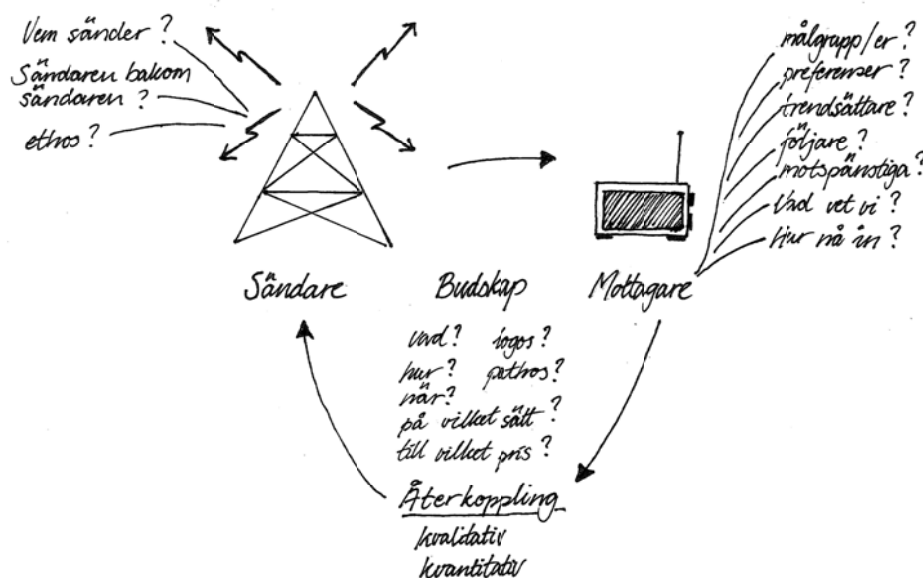 Vem sänder?
Sändaren bakom
sändaren?
ethos?
målgrupp/er?
preferenser?
trendsättare?
följare?
motspänstiga?
Vad vet vi?
Hur nå in?
Sändare
Budskap
Mottagare
vad? logos?
hur? pathos?
när?
på vilket sätt?
till vilket pris?
Återkoppling
kvalitativ
kvantitativ